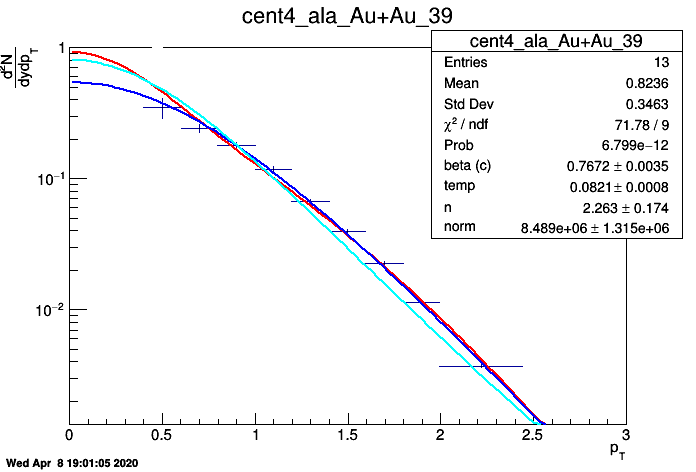 cent4_ala_Au+Au_39
cent4_ala_Au+Au_39
Entries 13
Mean 0.8236
Std Dev 0.3463
χ² / ndf 71.78 / 9
Prob 6.799e−12
beta (c) 0.7672 ± 0.0035
temp 0.0821 ± 0.0008
n 2.263 ± 0.174
norm 8.489e+06 ± 1.315e+06
d²N
dydp_T
1
10⁻¹
10⁻²
0 0.5 1 1.5 2 2.5 3
p_T
Wed Apr 8 19:01:05 2020